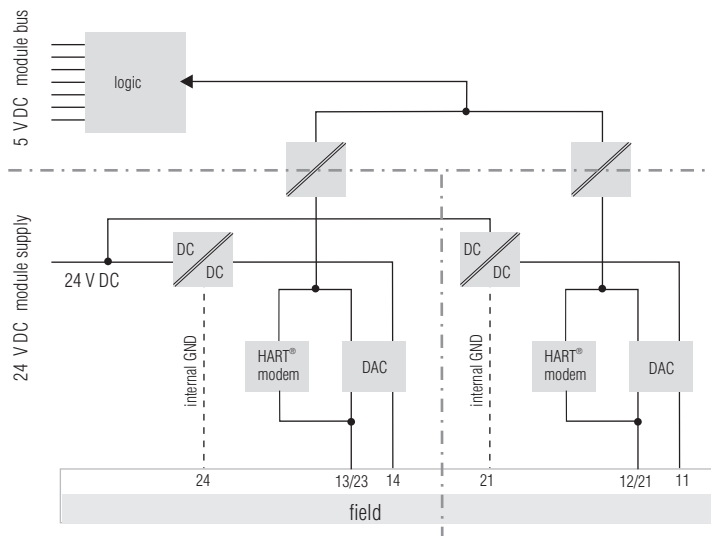 5 V DC module bus
logic
24 V DC module supply
24 V DC
DC
DC
DC
DC
internal GND
HART®
modem
DAC
internal GND
HART®
modem
DAC
24
13/23
14
21
12/21
11
field